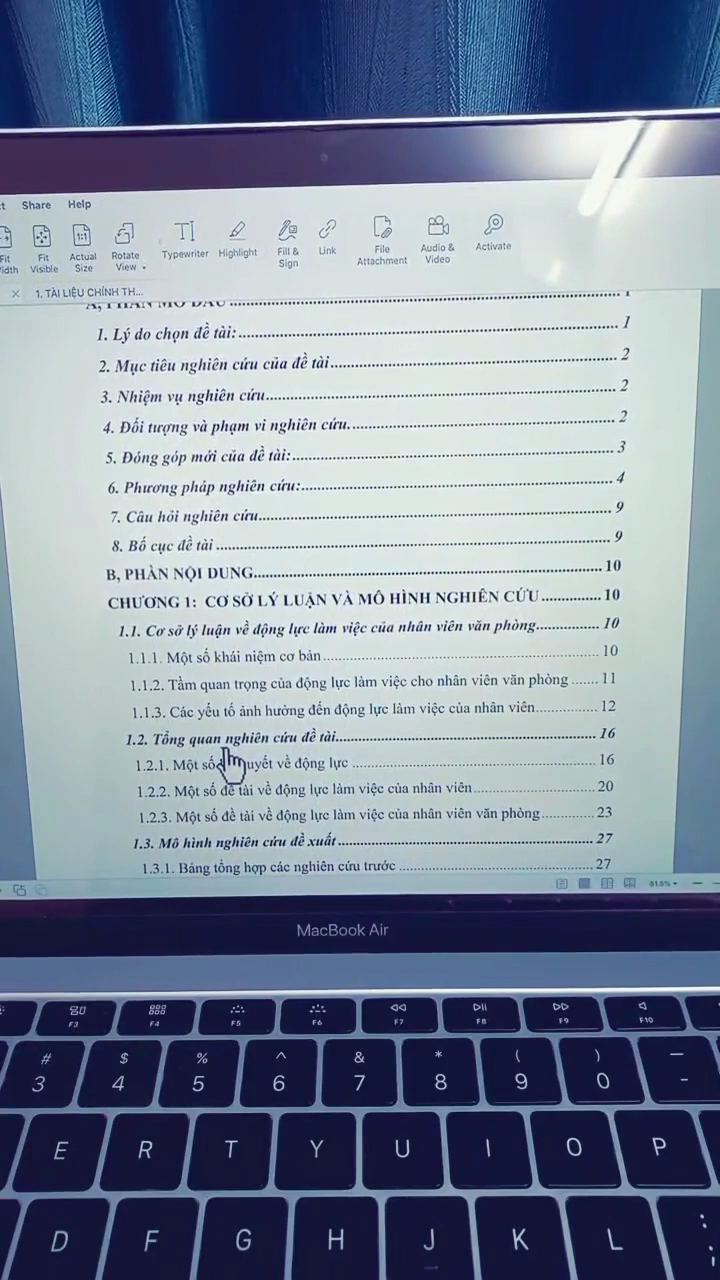 t Share Help
Fit Width
Fit Visible
Actual Size
Rotate View
Typewriter
Highlight
Fill & Sign
Link
File Attachment
Audio & Video
Activate
1. TÀI LIỆU CHÍNH TH...
A, PHẦN MỞ ĐẦU ........ 1
1. Lý do chọn đề tài: ........ 1
2. Mục tiêu nghiên cứu của đề tài ........ 2
3. Nhiệm vụ nghiên cứu ........ 2
4. Đối tượng và phạm vi nghiên cứu. ........ 2
5. Đóng góp mới của đề tài: ........ 3
6. Phương pháp nghiên cứu: ........ 4
7. Câu hỏi nghiên cứu ........ 9
8. Bố cục đề tài ........ 9
B, PHẦN NỘI DUNG ........ 10
CHƯƠNG 1: CƠ SỞ LÝ LUẬN VÀ MÔ HÌNH NGHIÊN CỨU ........ 10
1.1. Cơ sở lý luận về động lực làm việc của nhân viên văn phòng ........ 10
1.1.1. Một số khái niệm cơ bản ........ 10
1.1.2. Tầm quan trọng của động lực làm việc cho nhân viên văn phòng ....... 11
1.1.3. Các yếu tố ảnh hưởng đến động lực làm việc của nhân viên ........ 12
1.2. Tổng quan nghiên cứu đề tài ........ 16
1.2.1. Một số uyết về động lực ........ 16
1.2.2. Một số đề tài về động lực làm việc của nhân viên ........ 20
1.2.3. Một số đề tài về động lực làm việc của nhân viên văn phòng ........ 23
1.3. Mô hình nghiên cứu đề xuất ........ 27
1.3.1. Bảng tổng hợp các nghiên cứu trước ........ 27
81.5%
MacBook Air
F3 F4 F5 F6 F7 F8 F9 F10
# $ % ^ & * ( ) —
3 4 5 6 7 8 9 0 -
E R T Y U I O P
D F G H J K L : ;